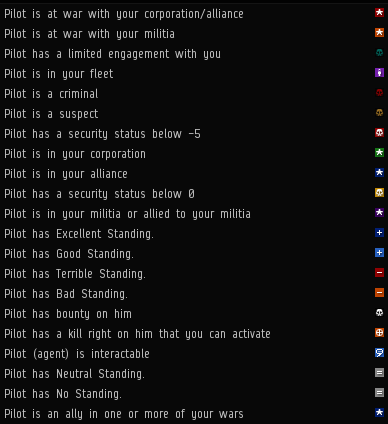 Pilot is at war with your corporation/alliance
Pilot is at war with your militia
Pilot has a limited engagement with you
Pilot is in your fleet
Pilot is a criminal
Pilot is a suspect
Pilot has a security status below -5
Pilot is in your corporation
Pilot is in your alliance
Pilot has a security status below 0
Pilot is in your militia or allied to your militia
Pilot has Excellent Standing.
Pilot has Good Standing.
Pilot has Terrible Standing.
Pilot has Bad Standing.
Pilot has bounty on him
Pilot has a kill right on him that you can activate
Pilot (agent) is interactable
Pilot has Neutral Standing.
Pilot has No Standing.
Pilot is an ally in one or more of your wars